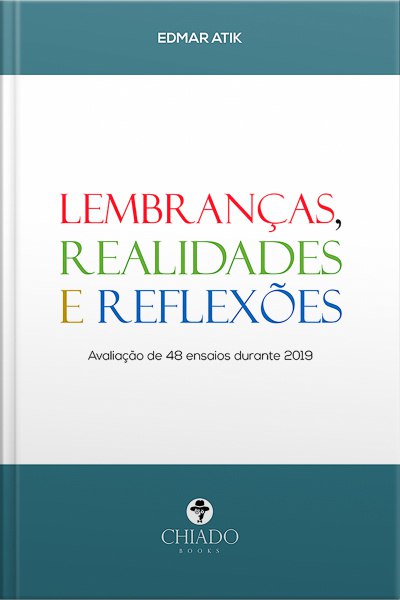 EDMAR ATIK
LEMBRANÇAS,
REALIDADES
E REFLEXÕES
Avaliação de 48 ensaios durante 2019
CHIADO
BOOKS